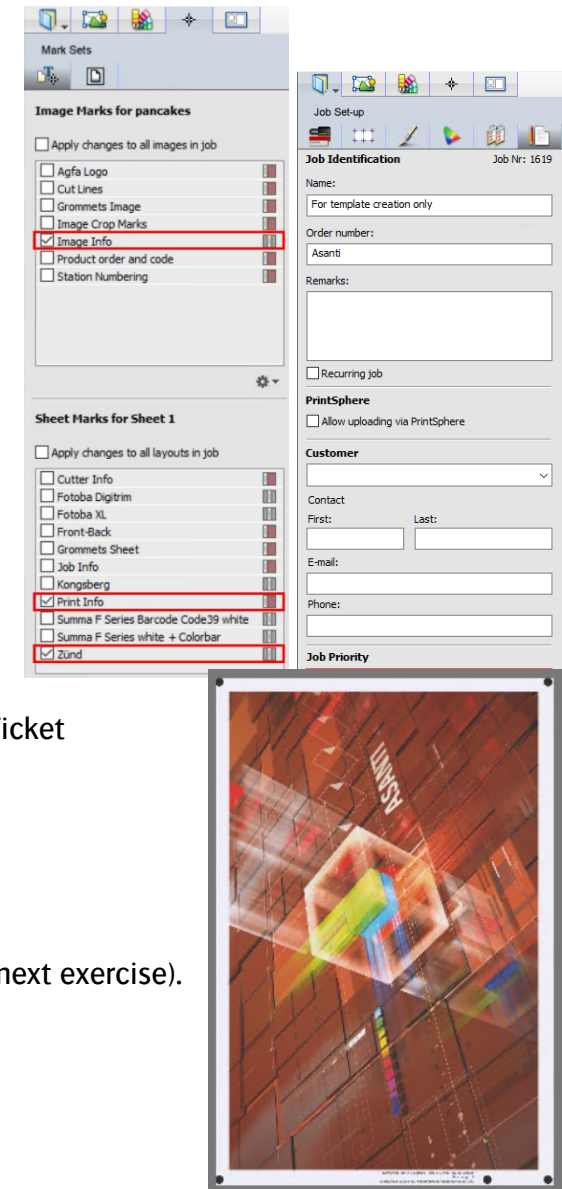 Mark Sets
Image Marks for pancakes
Apply changes to all images in job
Agfa Logo
Cut Lines
Grommets Image
Image Crop Marks
Image Info
Product order and code
Station Numbering
Sheet Marks for Sheet 1
Apply changes to all layouts in job
Cutter Info
Fotoba Digitrim
Fotoba XL
Front-Back
Grommets Sheet
Job Info
Kongsberg
Print Info
Summa F Series Barcode Code39 white
Summa F Series white + Colorbar
Zünd
Job Set-up
Job Identification Job Nr: 1619
Name:
For template creation only
Order number:
Asanti
Remarks:
Recurring job
PrintSphere
Allow uploading via PrintSphere
Customer
Contact
First: Last:
E-mail:
Phone:
Job Priority
Ticket
next exercise).
ASANTI